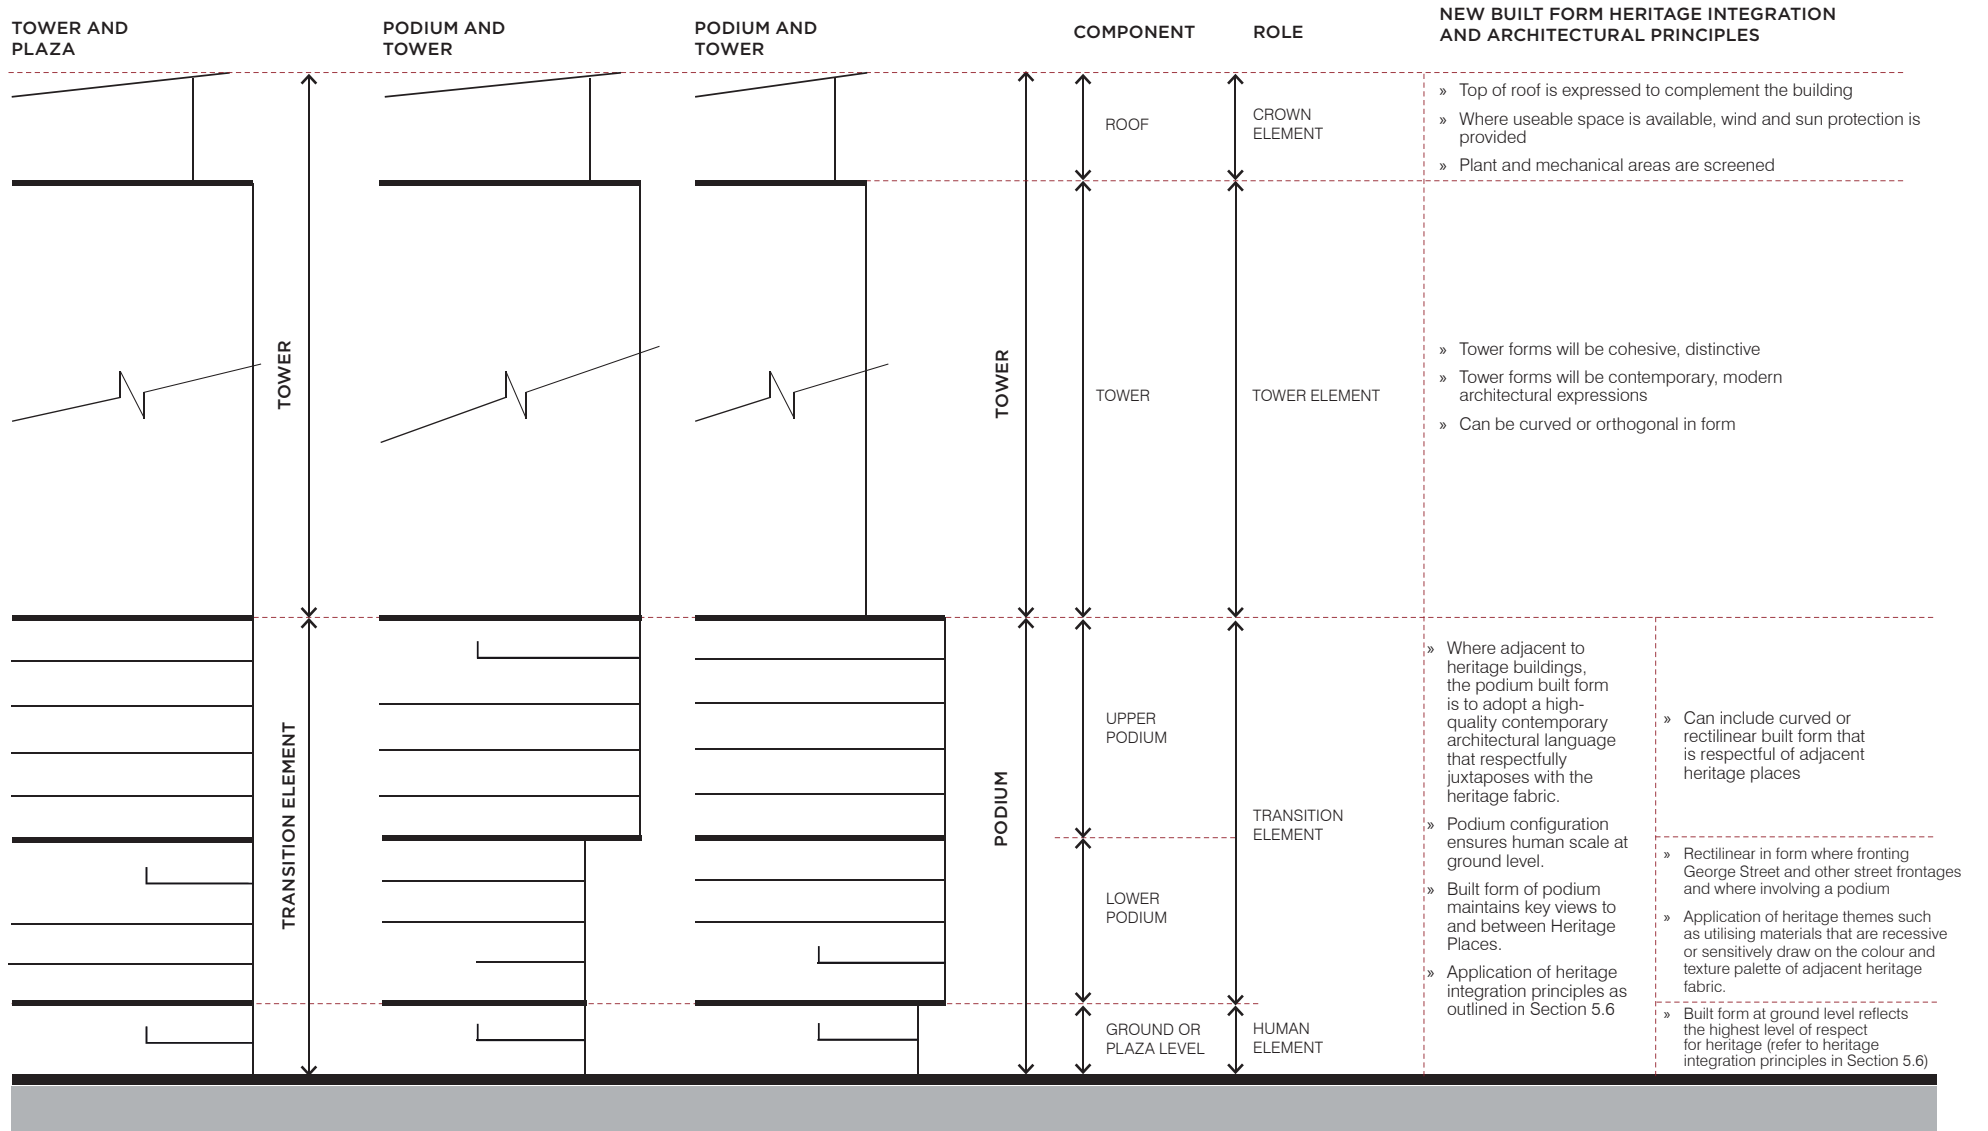 TOWER AND
PLAZA
PODIUM AND
TOWER
PODIUM AND
TOWER
COMPONENT
ROLE
NEW BUILT FORM HERITAGE INTEGRATION
AND ARCHITECTURAL PRINCIPLES
TOWER
TOWER
ROOF
CROWN
ELEMENT
» Top of roof is expressed to complement the building
» Where useable space is available, wind and sun protection is
provided
» Plant and mechanical areas are screened
TOWER
TOWER ELEMENT
» Tower forms will be cohesive, distinctive
» Tower forms will be contemporary, modern
architectural expressions
» Can be curved or orthogonal in form
TRANSITION ELEMENT
PODIUM
UPPER
PODIUM
LOWER
PODIUM
TRANSITION
ELEMENT
GROUND OR
PLAZA LEVEL
HUMAN
ELEMENT
» Where adjacent to
heritage buildings,
the podium built form
is to adopt a high-
quality contemporary
architectural language
that respectfully
juxtaposes with the
heritage fabric.
» Podium configuration
ensures human scale at
ground level.
» Built form of podium
maintains key views to
and between Heritage
Places.
» Application of heritage
integration principles as
outlined in Section 5.6
» Can include curved or
rectilinear built form that
is respectful of adjacent
heritage places
» Rectilinear in form where fronting
George Street and other street frontages
and where involving a podium
» Application of heritage themes such
as utilising materials that are recessive
or sensitively draw on the colour and
texture palette of adjacent heritage
fabric.
» Built form at ground level reflects
the highest level of respect
for heritage (refer to heritage
integration principles in Section 5.6)